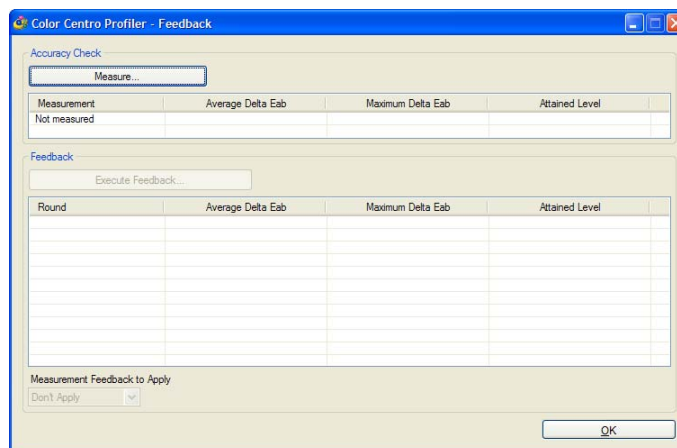 Color Centro Profiler - Feedback
Accuracy Check
Measure...
Measurement Average Delta Eab Maximum Delta Eab Attained Level
Not measured
Feedback
Execute Feedback...
Round Average Delta Eab Maximum Delta Eab Attained Level
Measurement Feedback to Apply
Don't Apply
OK